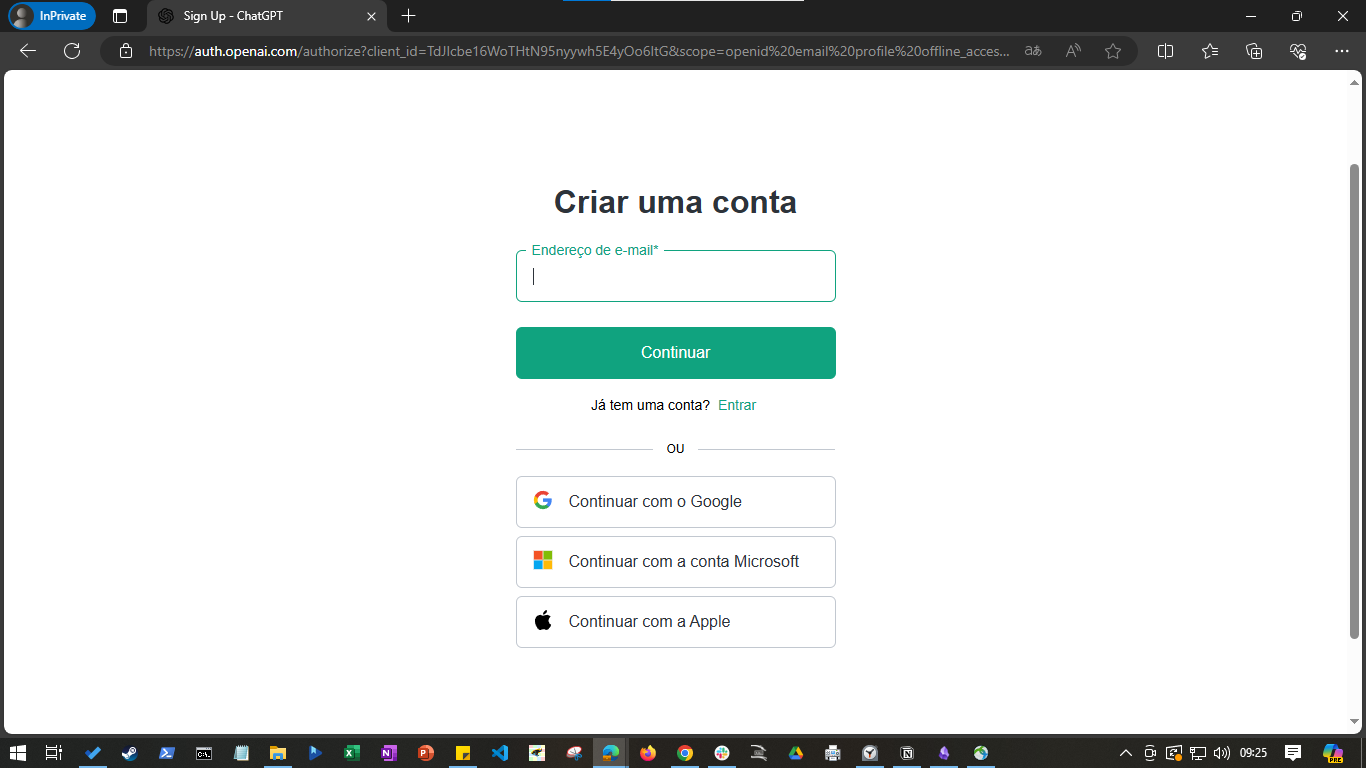 InPrivate
Sign Up - ChatGPT
https://auth.openai.com/authorize?client_id=TdJIcbe16WoTHtN95nyywh5E4yOo6ItG&scope=openid%20email%20profile%20offline_acces...
Criar uma conta
Endereço de e-mail*
Continuar
Já tem uma conta? Entrar
OU
Continuar com o Google
Continuar com a conta Microsoft
Continuar com a Apple
09:25
PRE